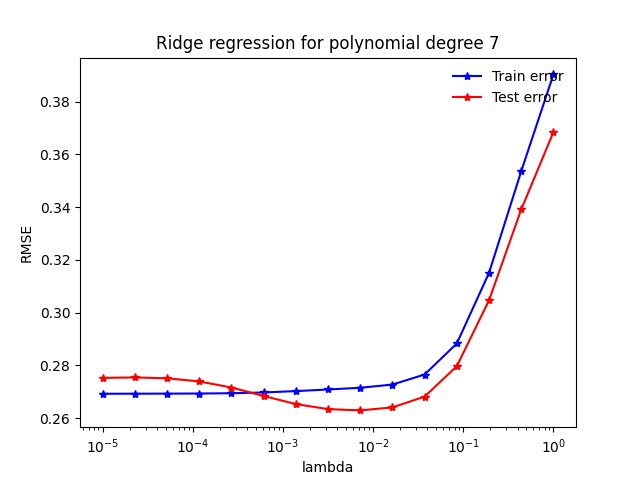 Ridge regression for polynomial degree 7
Train error
Test error
0.38
0.36
0.34
0.32
0.30
0.28
0.26
RMSE
10⁻⁵ 10⁻⁴ 10⁻³ 10⁻² 10⁻¹ 10⁰
lambda